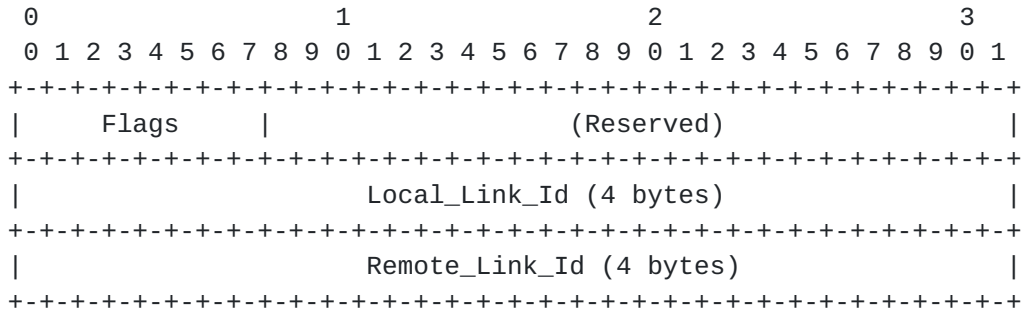 0                   1                   2                   3
 0 1 2 3 4 5 6 7 8 9 0 1 2 3 4 5 6 7 8 9 0 1 2 3 4 5 6 7 8 9 0 1
+-+-+-+-+-+-+-+-+-+-+-+-+-+-+-+-+-+-+-+-+-+-+-+-+-+-+-+-+-+-+-+-+
|     Flags     |                   (Reserved)                  |
+-+-+-+-+-+-+-+-+-+-+-+-+-+-+-+-+-+-+-+-+-+-+-+-+-+-+-+-+-+-+-+-+
|                      Local_Link_Id (4 bytes)                  |
+-+-+-+-+-+-+-+-+-+-+-+-+-+-+-+-+-+-+-+-+-+-+-+-+-+-+-+-+-+-+-+-+
|                      Remote_Link_Id (4 bytes)                 |
+-+-+-+-+-+-+-+-+-+-+-+-+-+-+-+-+-+-+-+-+-+-+-+-+-+-+-+-+-+-+-+-+